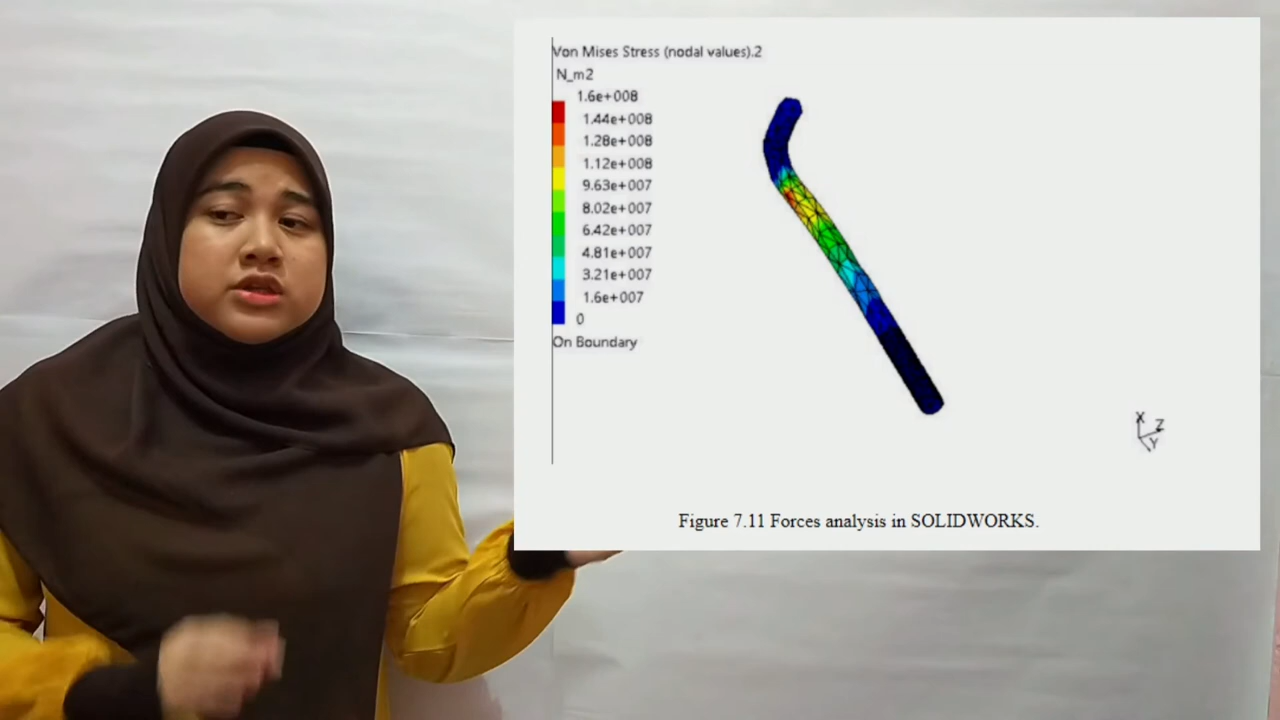 Von Mises Stress (nodal values).2
N_m2
1.6e+008
1.44e+008
1.28e+008
1.12e+008
9.63e+007
8.02e+007
6.42e+007
4.81e+007
3.21e+007
1.6e+007
0
On Boundary
X
Z
Y
Figure 7.11 Forces analysis in SOLIDWORKS.